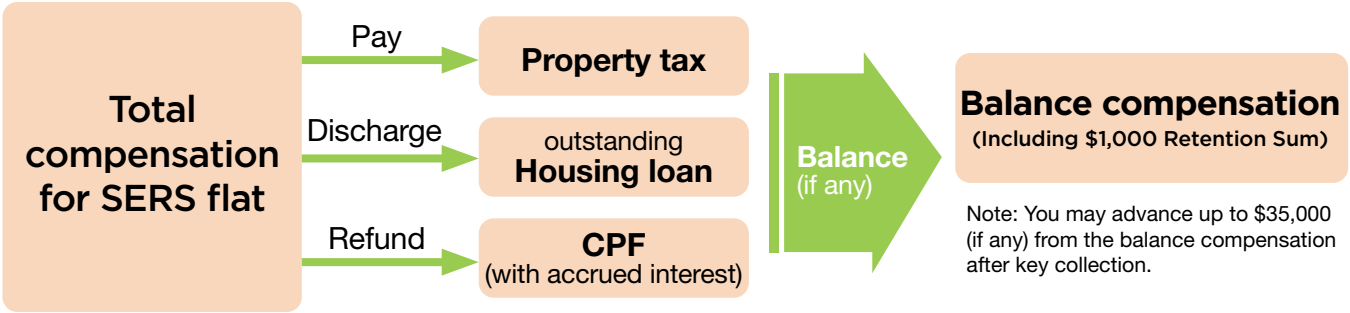 Total
compensation
for SERS flat
Pay
Property tax
Discharge
outstanding
Housing loan
Refund
CPF
(with accrued interest)
Balance
(if any)
Balance compensation
(Including $1,000 Retention Sum)
Note: You may advance up to $35,000
(if any) from the balance compensation
after key collection.